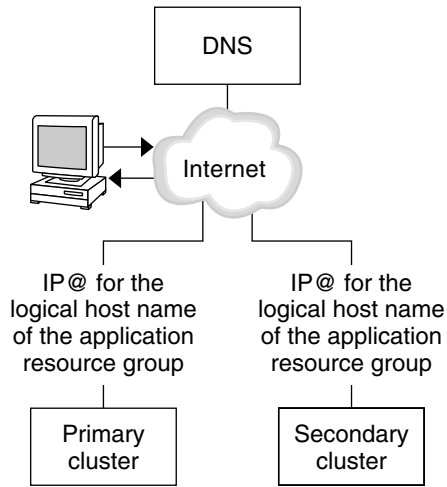 DNS
Internet
IP@ for the
logical host name
of the application
resource group
IP@ for the
logical host name
of the application
resource group
Primary
cluster
Secondary
cluster